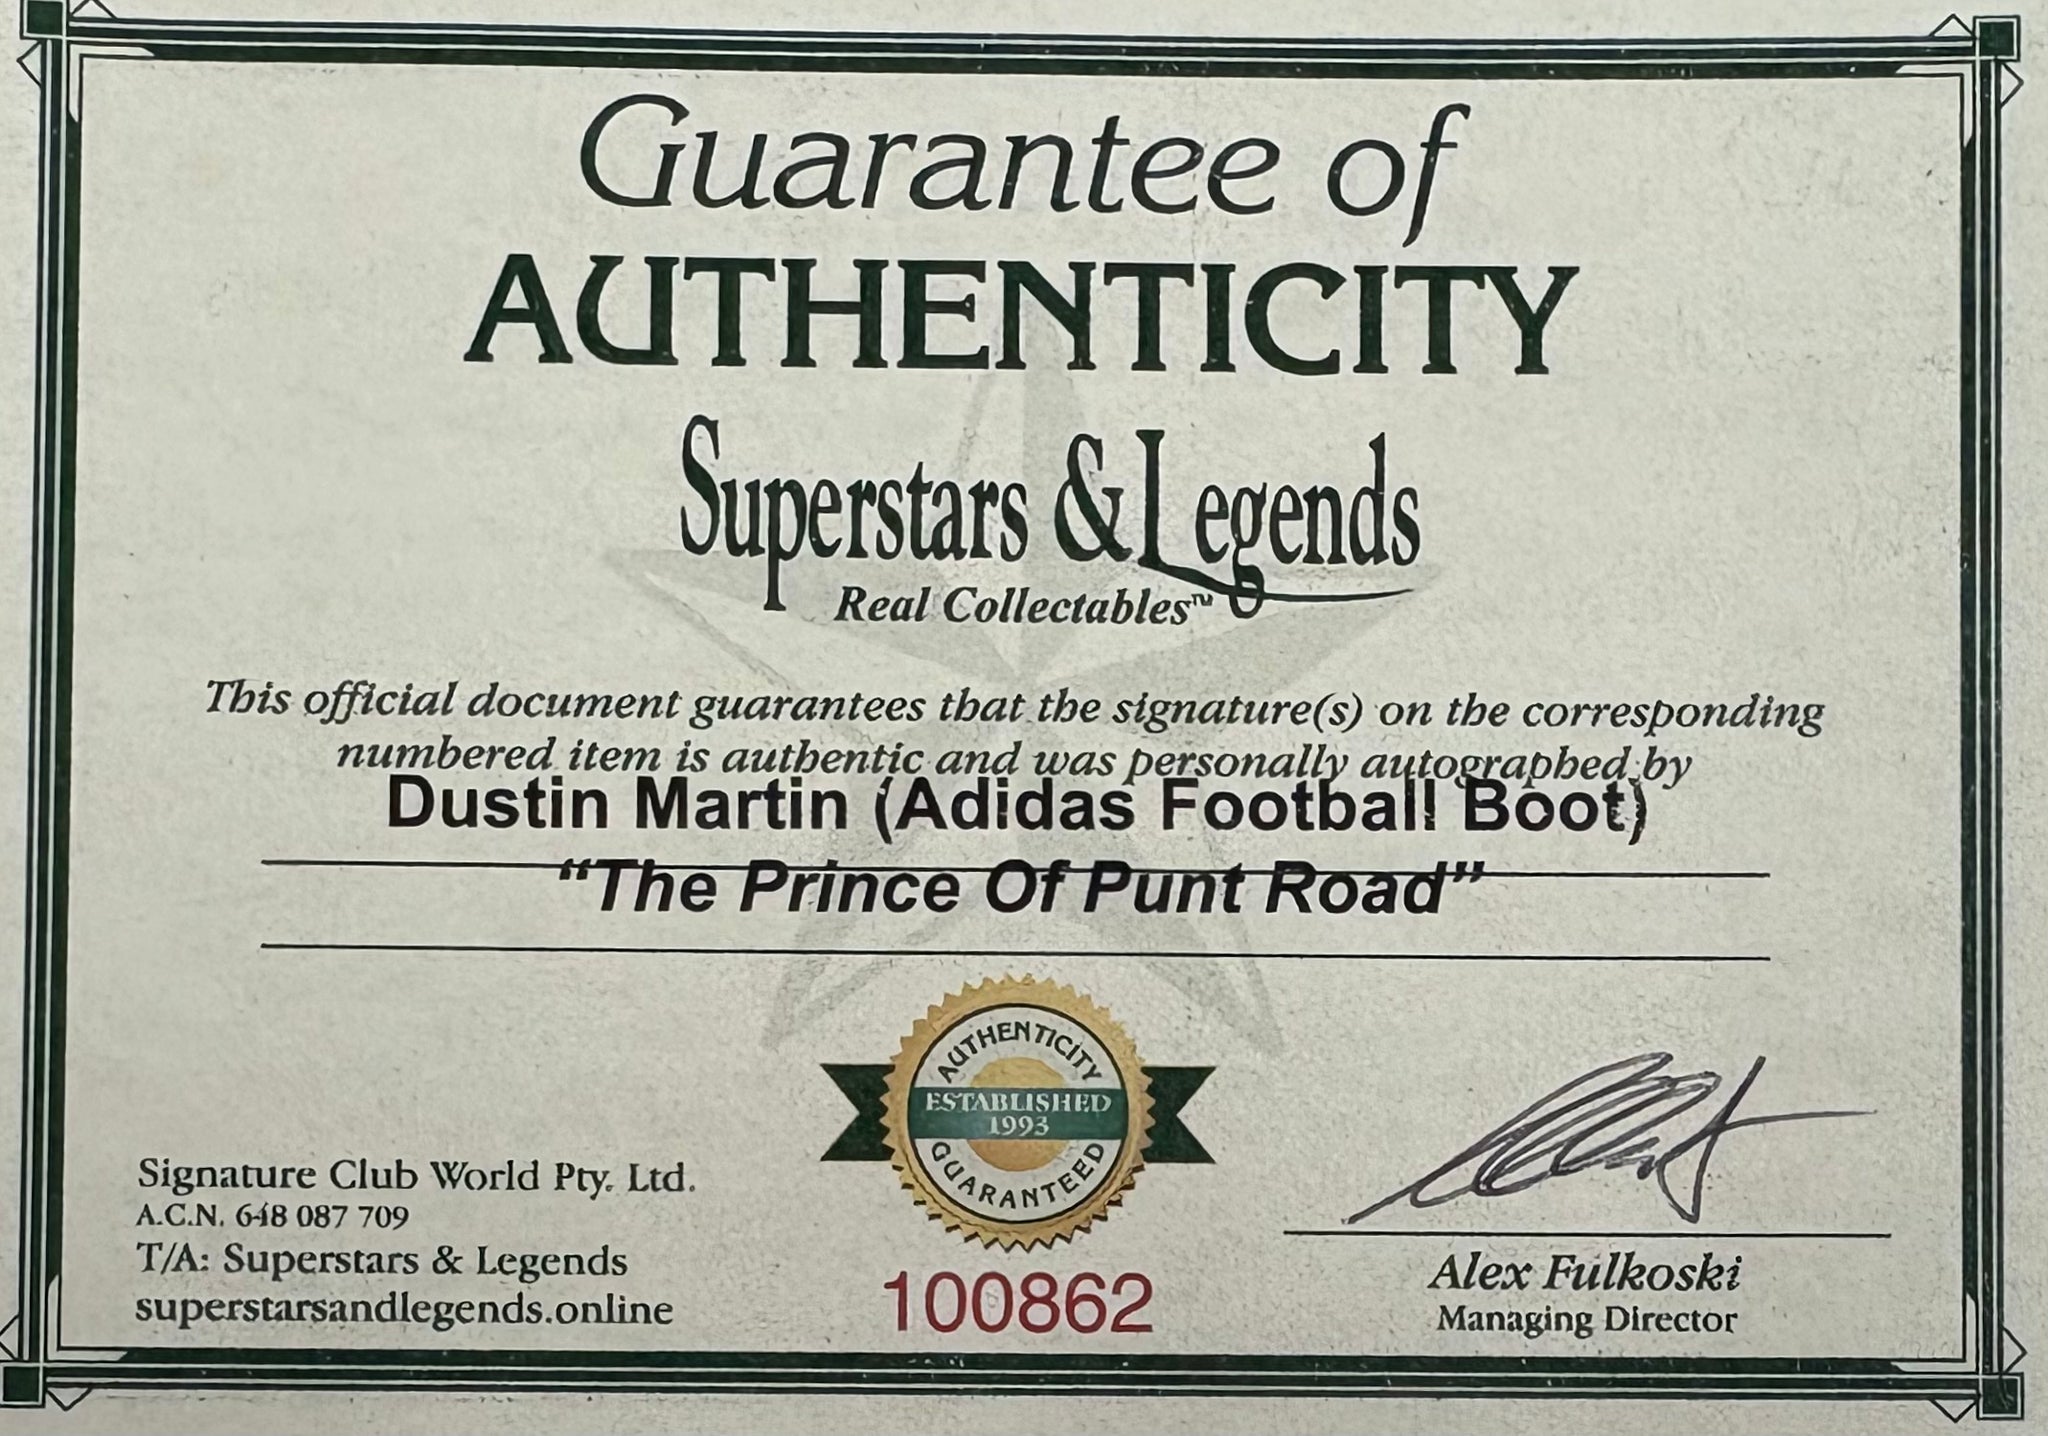 Guarantee of
AUTHENTICITY
Superstars & Legends
Real Collectables™
This official document guarantees that the signature(s) on the corresponding
numbered item is authentic and was personally autographed by
Dustin Martin (Adidas Football Boot)
“The Prince Of Punt Road”
AUTHENTICITY
ESTABLISHED
1993
GUARANTEED
Signature Club World Pty. Ltd.
A.C.N. 648 087 709
T/A: Superstars & Legends
superstarsandlegends.online
100862
Alex Fulkoski
Managing Director